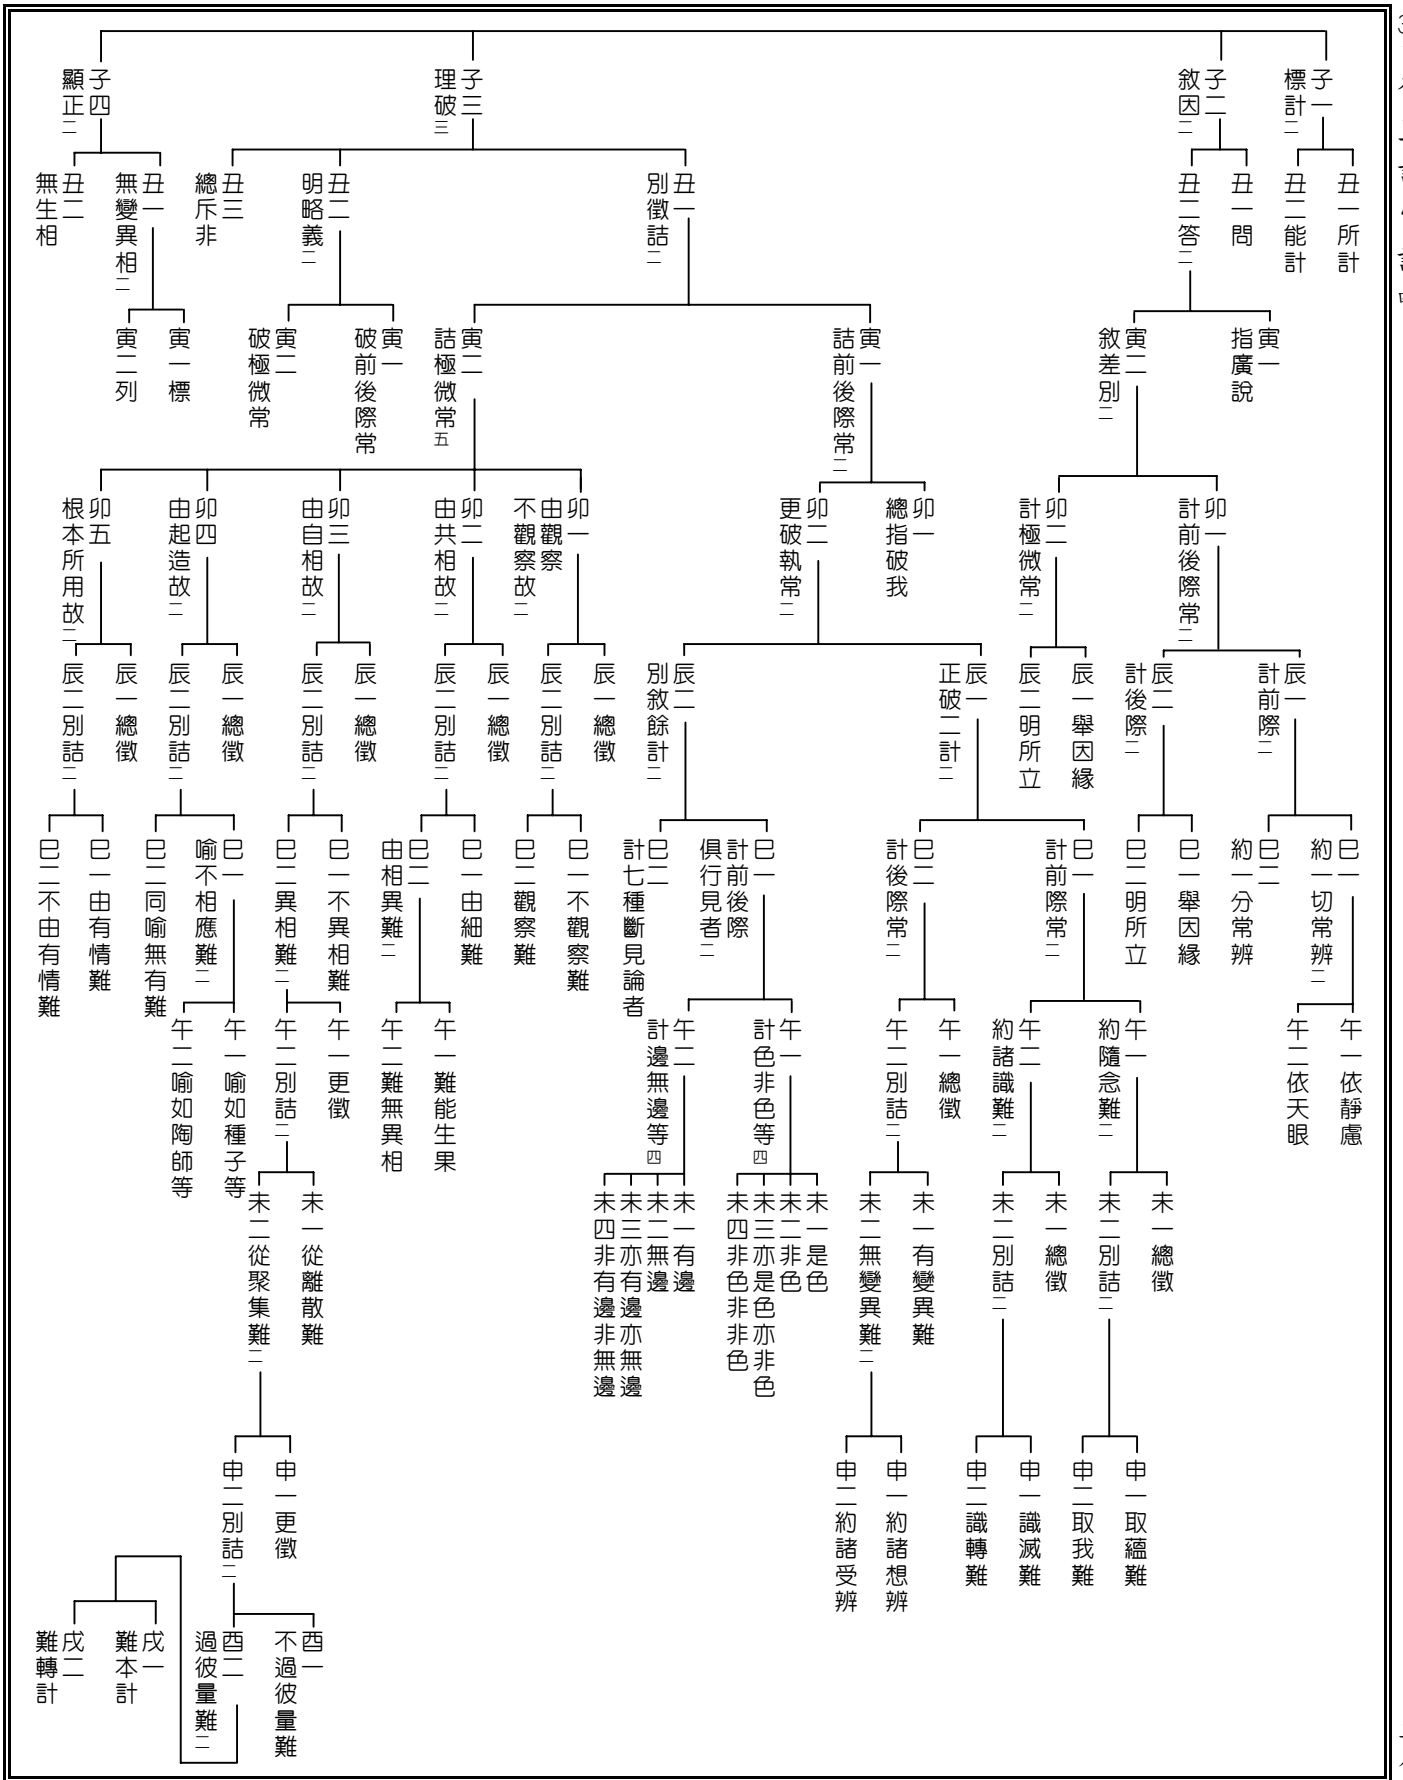 子一標計二
丑一所計
丑二能計
子二敘因二
丑一問
丑二答二
寅一指廣說
寅二敘差別二
卯一計前後際常二
辰一計前際二
巳一約一切常辨二
午一依靜慮
午二依天眼
巳二約一分常辨
辰二計後際二
巳一舉因緣
巳二明所立
卯二計極微常二
辰一舉因緣
辰二明所立
子三理破三
丑一別徵詰二
寅一詰前後際常二
卯一總指破我
卯二更破執常二
辰一正破二計二
巳一計前際常二
午一約隨念難二
未一總徵
未二別詰二
申一取蘊難
申二取我難
午二約諸識難二
未一總徵
未二別詰二
申一識滅難
申二識轉難
巳二計後際常二
午一總徵
午二別詰二
未一有變異難
未二無變異難二
申一約諸想辨
申二約諸受辨
辰二別敘餘計二
巳一計前後際俱行見者二
午一計色非色等四
未一是色
未二非色
未三亦是色亦非色
未四非色非非色
午二計邊無邊等四
未一有邊
未二無邊
未三亦有邊亦無邊
未四非有邊非無邊
巳二計七種斷見論者
寅二詰極微常五
卯一由觀察不觀察故二
辰一總徵
辰二別詰二
巳一不觀察難
巳二觀察難
卯二由共相故二
辰一總徵
辰二別詰二
巳一由細難
巳二由相異難二
午一難能生果
午二難無異相
卯三由自相故二
辰一總徵
辰二別詰二
巳一不異相難
巳二異相難二
午一更徵
午二別詰二
未一從離散難
未二從聚集難二
申一更徵
申二別詰二
酉一不過彼量難
酉二過彼量難二
戌一難本計
戌二難轉計
卯四由起造故二
辰一總徵
辰二別詰二
巳一喻不相應難二
午一喻如種子等
午二喻如陶師等
巳二同喻無有難
卯五根本所用故二
辰一總徵
辰二別詰二
巳一由有情難
巳二不由有情難
丑二明略義二
寅一破前後際常
寅二破極微常
丑三總斥非
子四顯正二
丑一無變異相二
寅一標
寅二列
丑二無生相